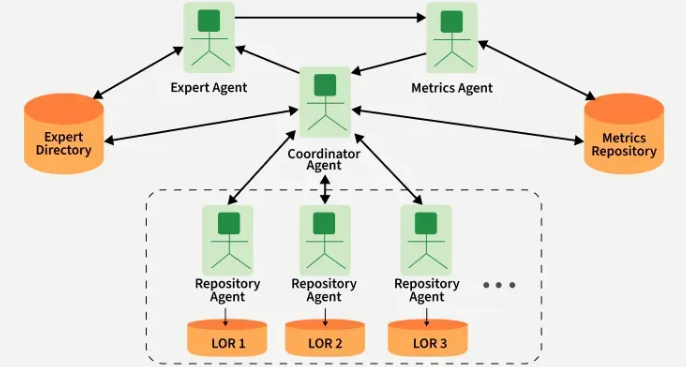 Expert Agent
Metrics Agent
Expert
Directory
Metrics
Repository
Coordinator
Agent
Repository
Agent
Repository
Agent
Repository
Agent
LOR 1
LOR 2
LOR 3